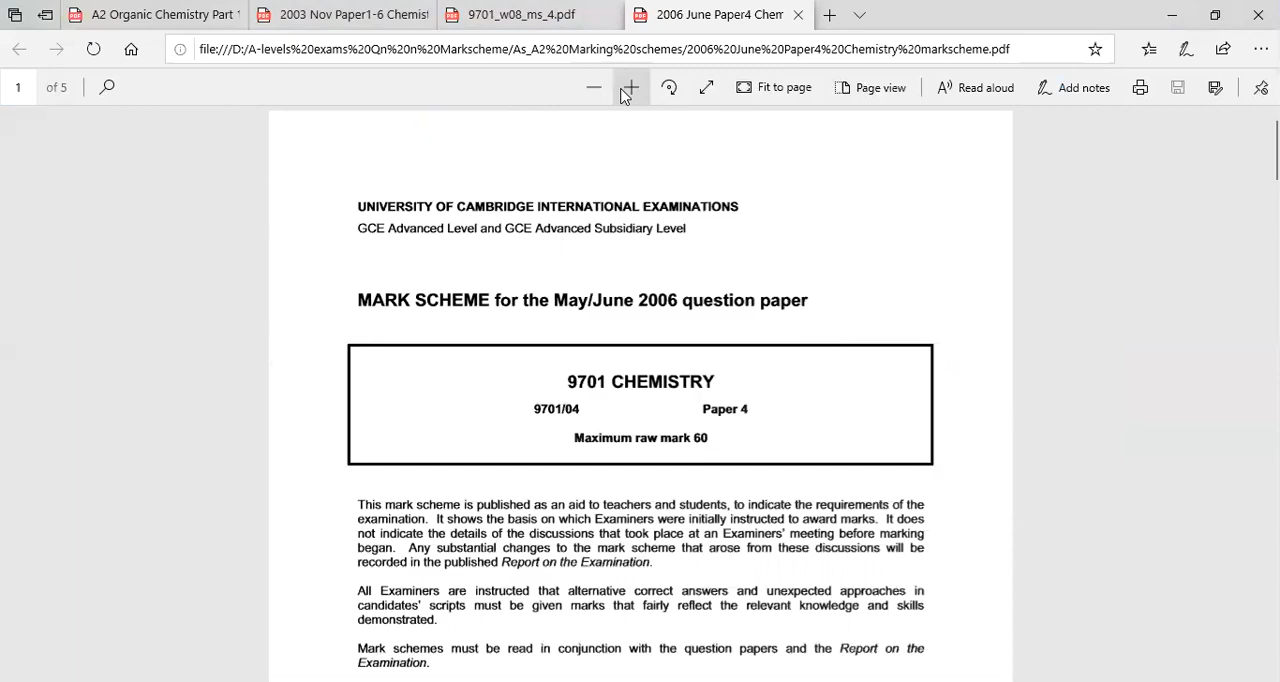 A2 Organic Chemistry Part 1
2003 Nov Paper1-6 Chemist
9701_w08_ms_4.pdf
2006 June Paper4 Chem
file:///D:/A-levels%20exams%20Qn%20n%20Markscheme/As_A2%20Marking%20schemes/2006%20June%20Paper4%20Chemistry%20markscheme.pdf
1 of 5
Fit to page
Page view
Read aloud
Add notes
UNIVERSITY OF CAMBRIDGE INTERNATIONAL EXAMINATIONS
GCE Advanced Level and GCE Advanced Subsidiary Level
MARK SCHEME for the May/June 2006 question paper
9701 CHEMISTRY
9701/04 Paper 4
Maximum raw mark 60
This mark scheme is published as an aid to teachers and students, to indicate the requirements of the
examination. It shows the basis on which Examiners were initially instructed to award marks. It does
not indicate the details of the discussions that took place at an Examiners' meeting before marking
began. Any substantial changes to the mark scheme that arose from these discussions will be
recorded in the published Report on the Examination.
All Examiners are instructed that alternative correct answers and unexpected approaches in
candidates' scripts must be given marks that fairly reflect the relevant knowledge and skills
demonstrated.
Mark schemes must be read in conjunction with the question papers and the Report on the
Examination.